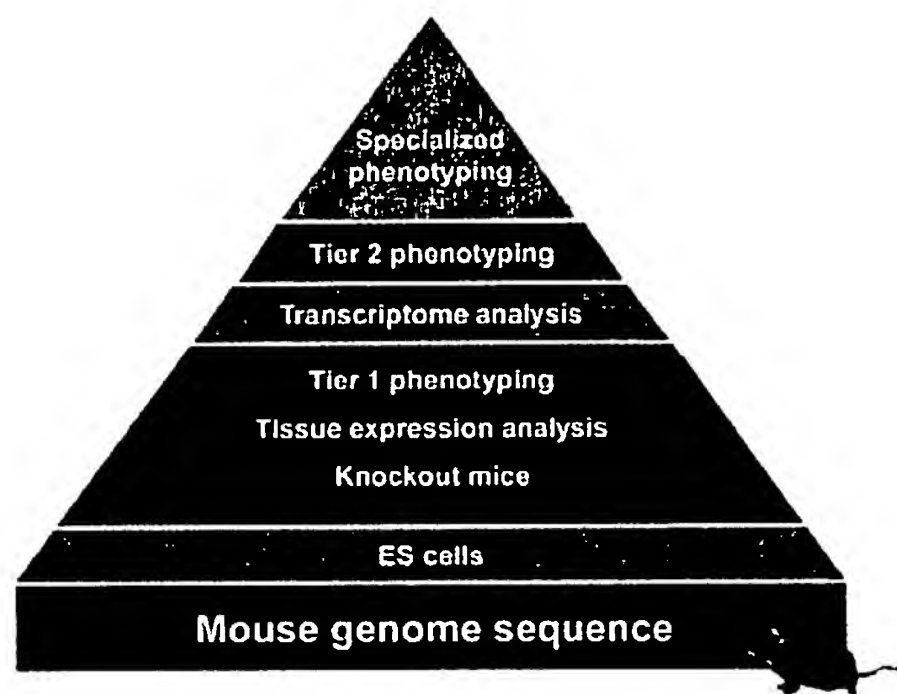 Specialized
phenotyping
Tier 2 phenotyping
Transcriptome analysis
Tier 1 phenotyping
Tissue expression analysis
Knockout mice
ES cells
Mouse genome sequence